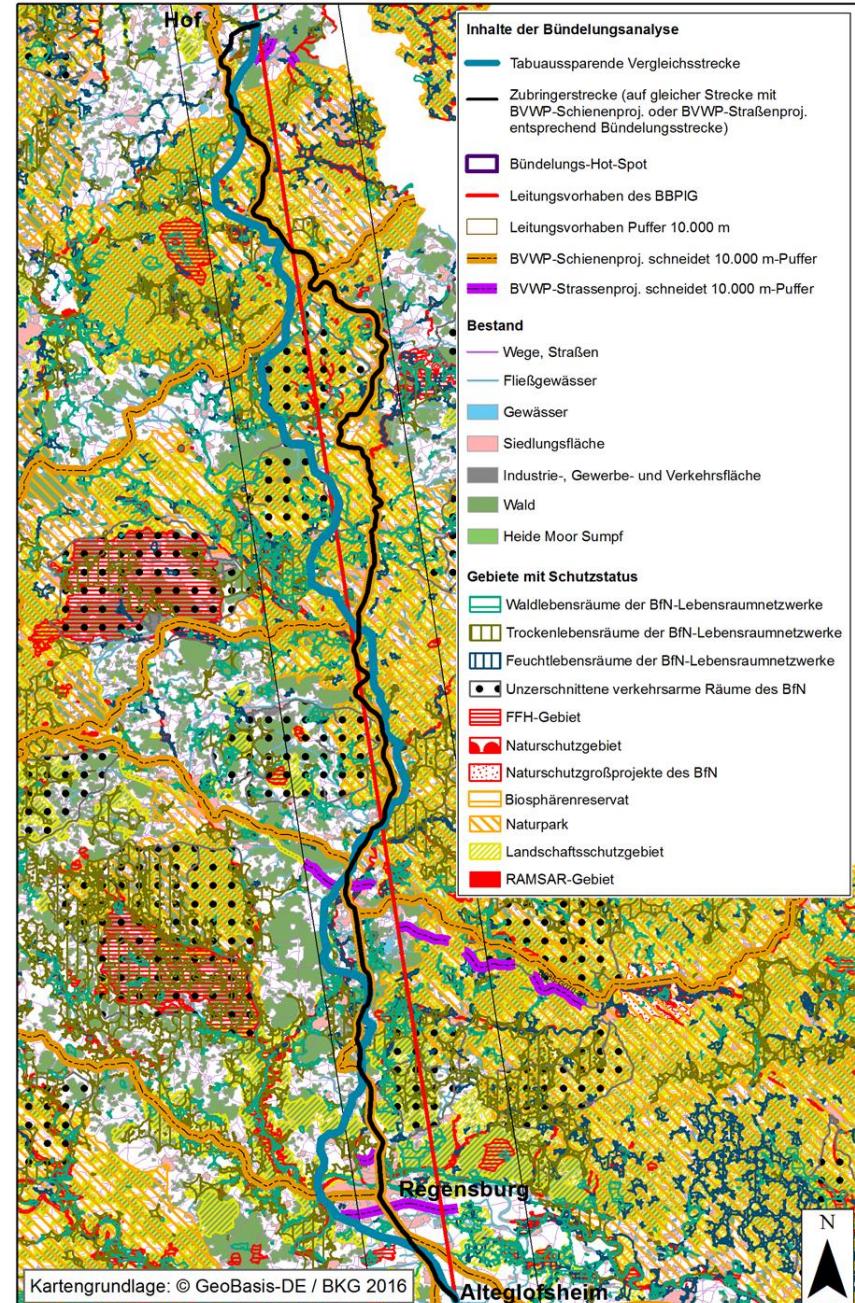 Hof
Inhalte der Bündelungsanalyse
Tabuaussparende Vergleichsstrecke
Zubringerstrecke (auf gleicher Strecke mit
BVWP-Schienenproj. oder BVWP-Straßenproj.
entsprechend Bündelungsstrecke)
Bündelungs-Hot-Spot
Leitungsvorhaben des BBPlG
Leitungsvorhaben Puffer 10.000 m
BVWP-Schienenproj. schneidet 10.000 m-Puffer
BVWP-Strassenproj. schneidet 10.000 m-Puffer
Bestand
Wege, Straßen
Fließgewässer
Gewässer
Siedlungsfläche
Industrie-, Gewerbe- und Verkehrsfläche
Wald
Heide Moor Sumpf
Gebiete mit Schutzstatus
Waldlebensräume der BfN-Lebensraumnetzwerke
Trockenlebensräume der BfN-Lebensraumnetzwerke
Feuchtlebensräume der BfN-Lebensraumnetzwerke
Unzerschnittene verkehrsarme Räume des BfN
FFH-Gebiet
Naturschutzgebiet
Naturschutzgroßprojekte des BfN
Biosphärenreservat
Naturpark
Landschaftsschutzgebiet
RAMSAR-Gebiet
Regensburg
N
Kartengrundlage: © GeoBasis-DE / BKG 2016
Alteglofsheim